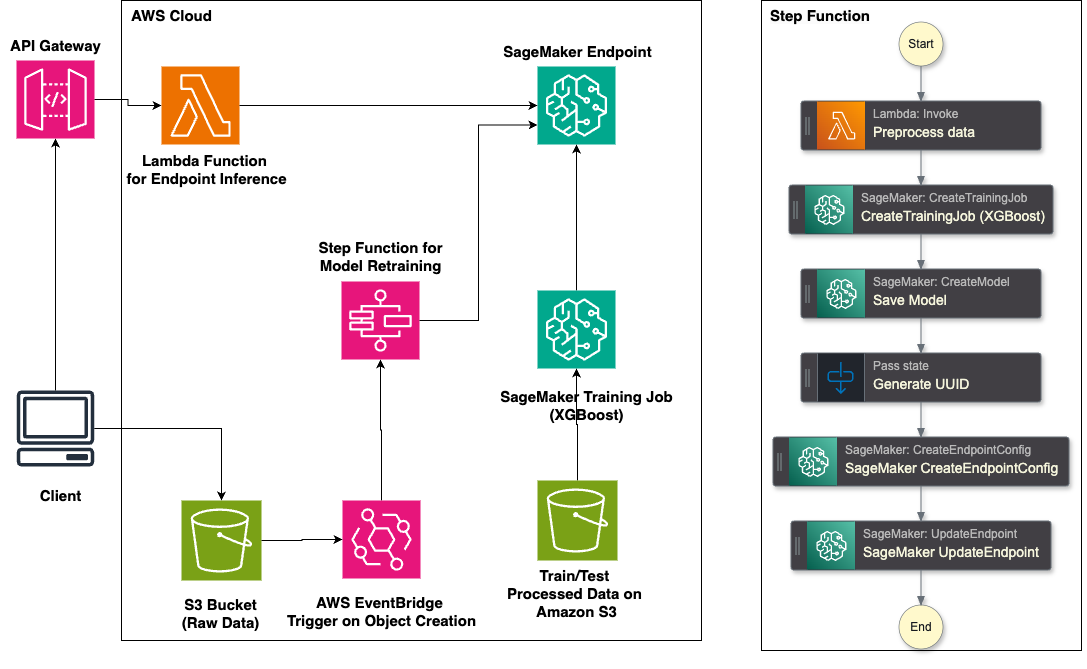 AWS Cloud
API Gateway
</>
Lambda Function
for Endpoint Inference
SageMaker Endpoint
Step Function for
Model Retraining
SageMaker Training Job
(XGBoost)
Client
S3 Bucket
(Raw Data)
AWS EventBridge
Trigger on Object Creation
Train/Test
Processed Data on
Amazon S3
Step Function
Start
Lambda: Invoke
Preprocess data
SageMaker: CreateTrainingJob
CreateTrainingJob (XGBoost)
SageMaker: CreateModel
Save Model
Pass state
Generate UUID
SageMaker: CreateEndpointConfig
SageMaker CreateEndpointConfig
SageMaker: UpdateEndpoint
SageMaker UpdateEndpoint
End